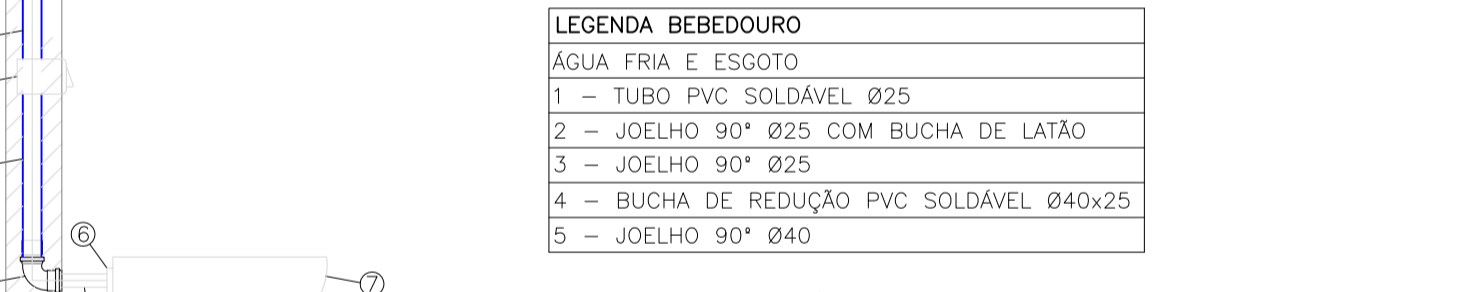 LEGENDA BEBEDOURO
ÁGUA FRIA E ESGOTO
1 – TUBO PVC SOLDÁVEL Ø25
2 – JOELHO 90° Ø25 COM BUCHA DE LATÃO
3 – JOELHO 90° Ø25
4 – BUCHA DE REDUÇÃO PVC SOLDÁVEL Ø40x25
5 – JOELHO 90° Ø40
6
7